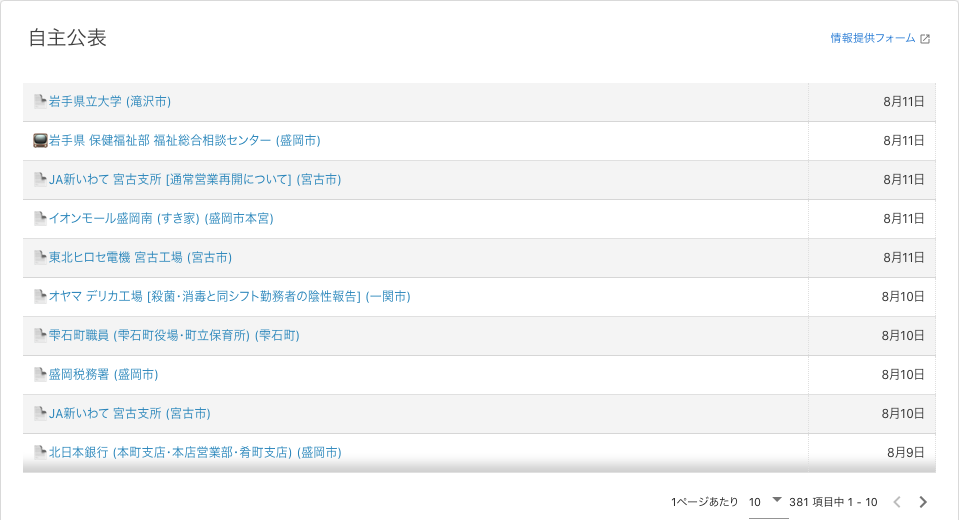 自主公表
情報提供フォーム
岩手県立大学 (滝沢市) 8月11日
岩手県 保健福祉部 福祉総合相談センター (盛岡市) 8月11日
JA新いわて 宮古支所 [通常営業再開について] (宮古市) 8月11日
イオンモール盛岡南 (すき家) (盛岡市本宮) 8月11日
東北ヒロセ電機 宮古工場 (宮古市) 8月11日
オヤマ デリカ工場 [殺菌・消毒と同シフト勤務者の陰性報告] (一関市) 8月10日
雫石町職員 (雫石町役場・町立保育所) (雫石町) 8月10日
盛岡税務署 (盛岡市) 8月10日
JA新いわて 宮古支所 (宮古市) 8月10日
北日本銀行 (本町支店・本店営業部・肴町支店) (盛岡市) 8月9日
1ページあたり 10 381 項目中 1 - 10